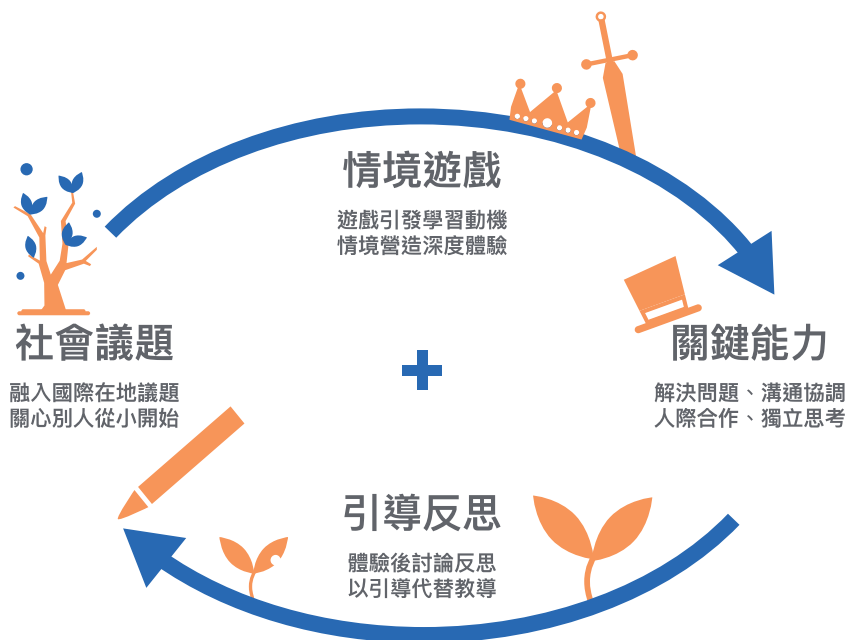 情境遊戲
遊戲引發學習動機
情境營造深度體驗
社會議題
融入國際在地議題
關心別人從小開始
關鍵能力
解決問題、溝通協調
人際合作、獨立思考
引導反思
體驗後討論反思
以引導代替教導